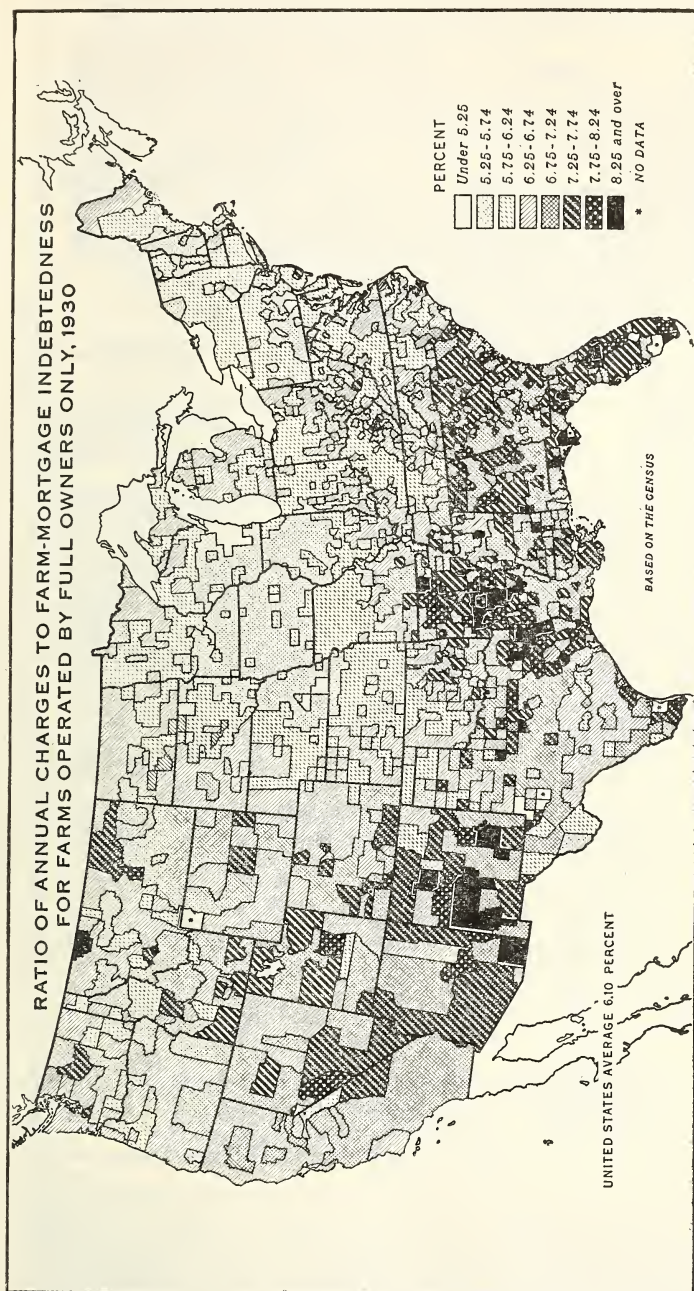 RATIO OF ANNUAL CHARGES TO FARM-MORTGAGE INDEBTEDNESS
FOR FARMS OPERATED BY FULL OWNERS ONLY, 1930
PERCENT
Under 5.25
5.25-5.74
5.75-6.24
6.25-6.74
6.75-7.24
7.25-7.74
7.75-8.24
8.25 and over
* NO DATA
UNITED STATES AVERAGE 6.10 PERCENT
BASED ON THE CENSUS